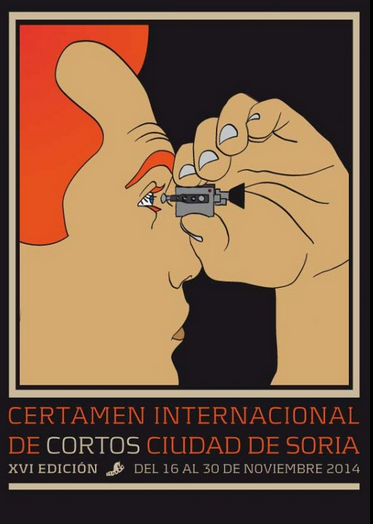 CERTAMEN INTERNACIONAL
DE CORTOS CIUDAD DE SORIA
XVI EDICIÓN DEL 16 AL 30 DE NOVIEMBRE 2014